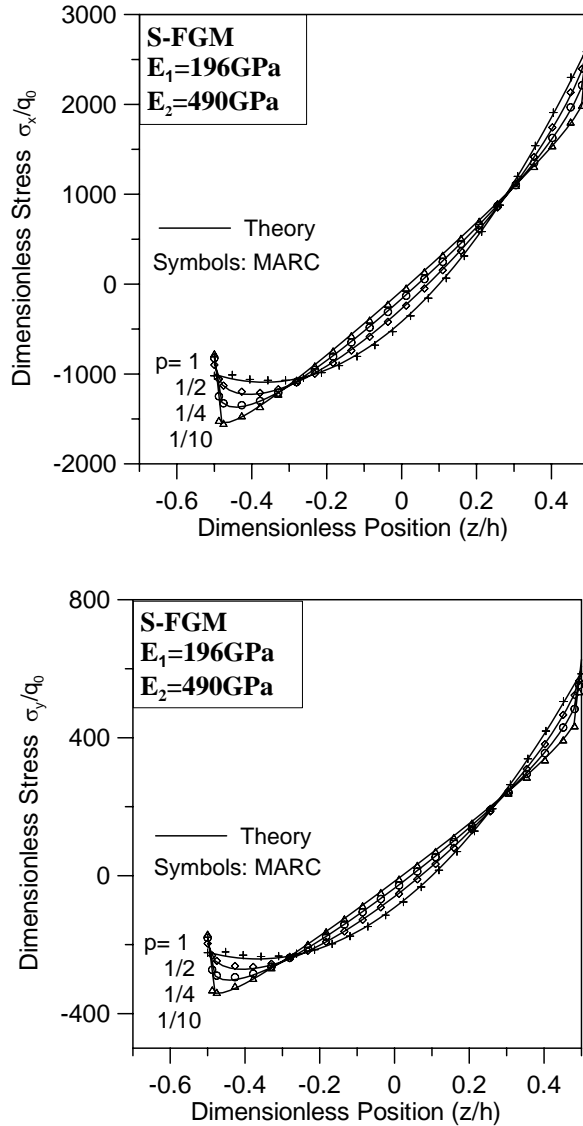 3000
S-FGM
E1=196GPa
E2=490GPa
2000
Dimensionless Stress σx/q0
1000
Theory
Symbols: MARC
0
p= 1
-1000
1/2
1/4
1/10
-2000
-0.6 -0.4 -0.2 0 0.2 0.4
Dimensionless Position (z/h)
800
S-FGM
E1=196GPa
E2=490GPa
Dimensionless Stress σy/q0
400
Theory
Symbols: MARC
0
p= 1
1/2
1/4
-400
1/10
-0.6 -0.4 -0.2 0 0.2 0.4
Dimensionless Position (z/h)